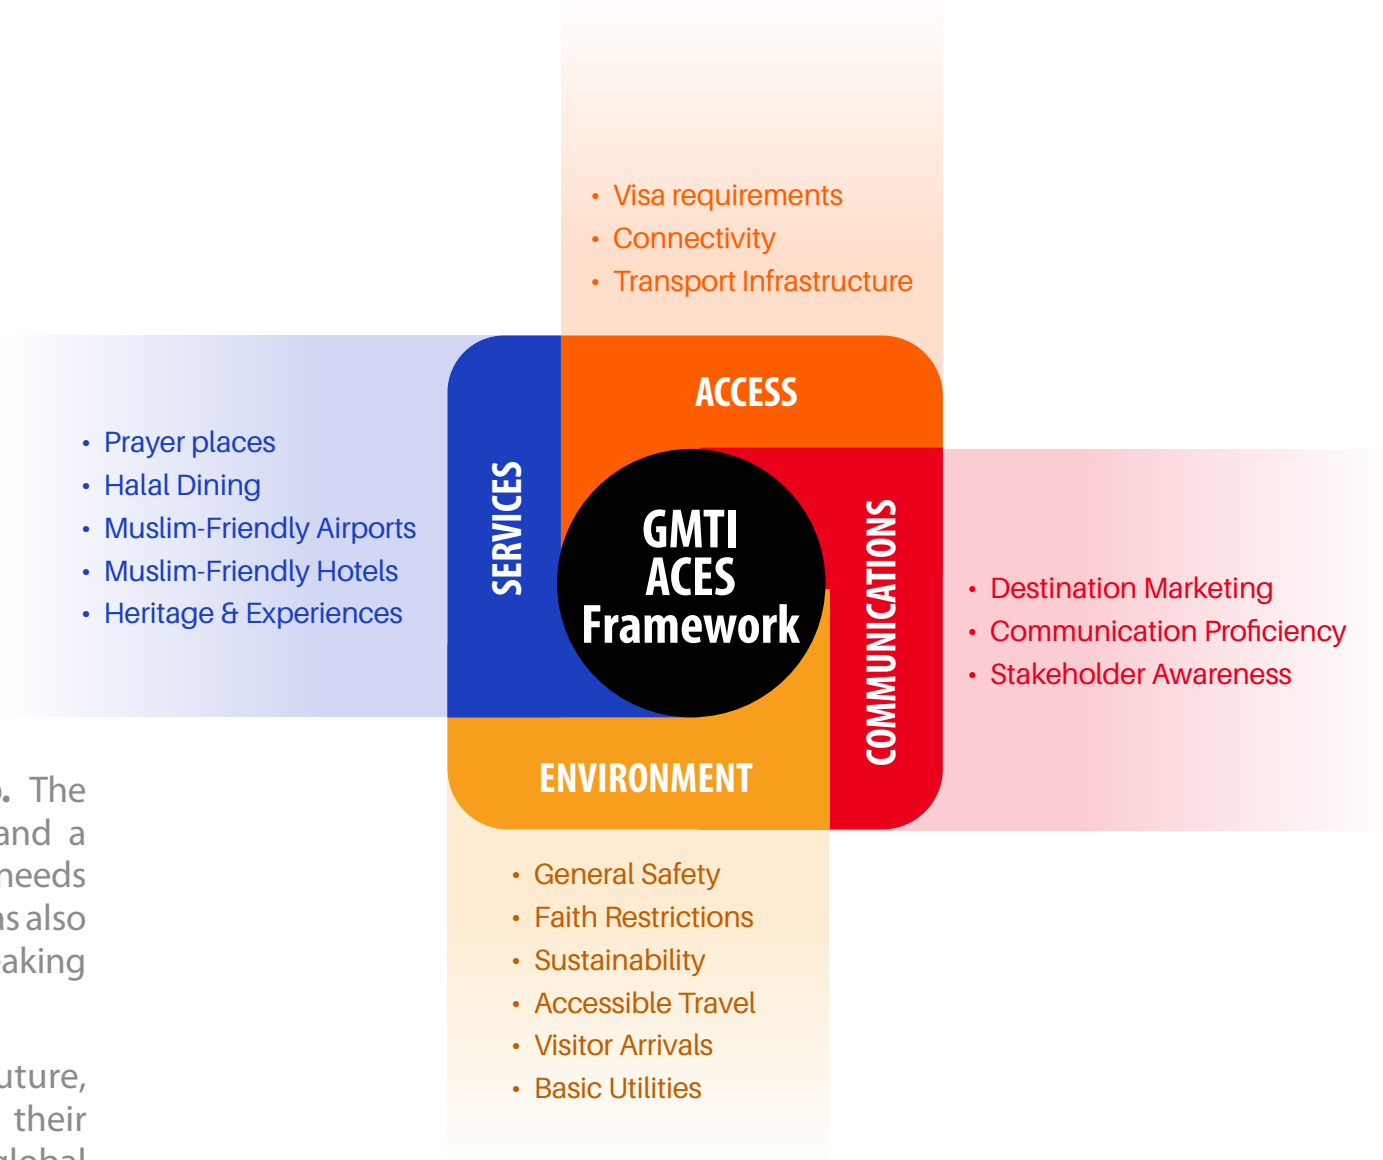 • Visa requirements
• Connectivity
• Transport Infrastructure
ACCESS
SERVICES
• Prayer places
• Halal Dining
• Muslim-Friendly Airports
• Muslim-Friendly Hotels
• Heritage & Experiences
GMTI
ACES
Framework
COMMUNICATIONS
• Destination Marketing
• Communication Proficiency
• Stakeholder Awareness
ENVIRONMENT
• General Safety
• Faith Restrictions
• Sustainability
• Accessible Travel
• Visitor Arrivals
• Basic Utilities
The
and a
needs
also
their